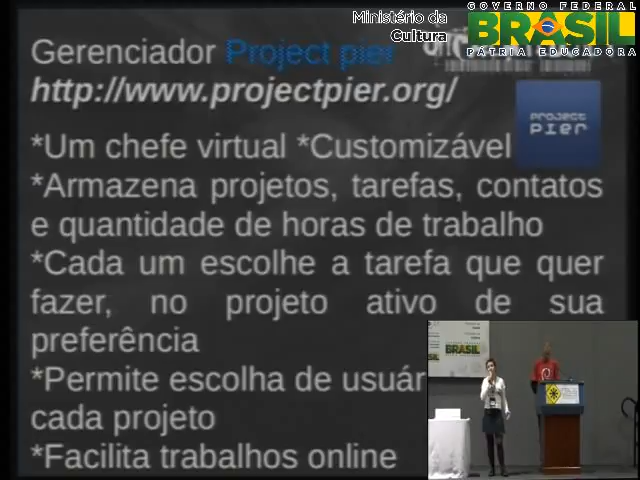 Ministério da
Cultura
GOVERNO FEDERAL
BRASIL
PÁTRIA EDUCADORA
Gerenciador Project pier
http://www.projectpier.org/
PROJECT
PIER
*Um chefe virtual *Customizável
*Armazena projetos, tarefas, contatos
e quantidade de horas de trabalho
*Cada um escolhe a tarefa que quer
fazer, no projeto ativo de sua
preferência
*Permite escolha de usuár
cada projeto
*Facilita trabalhos online
BRASIL